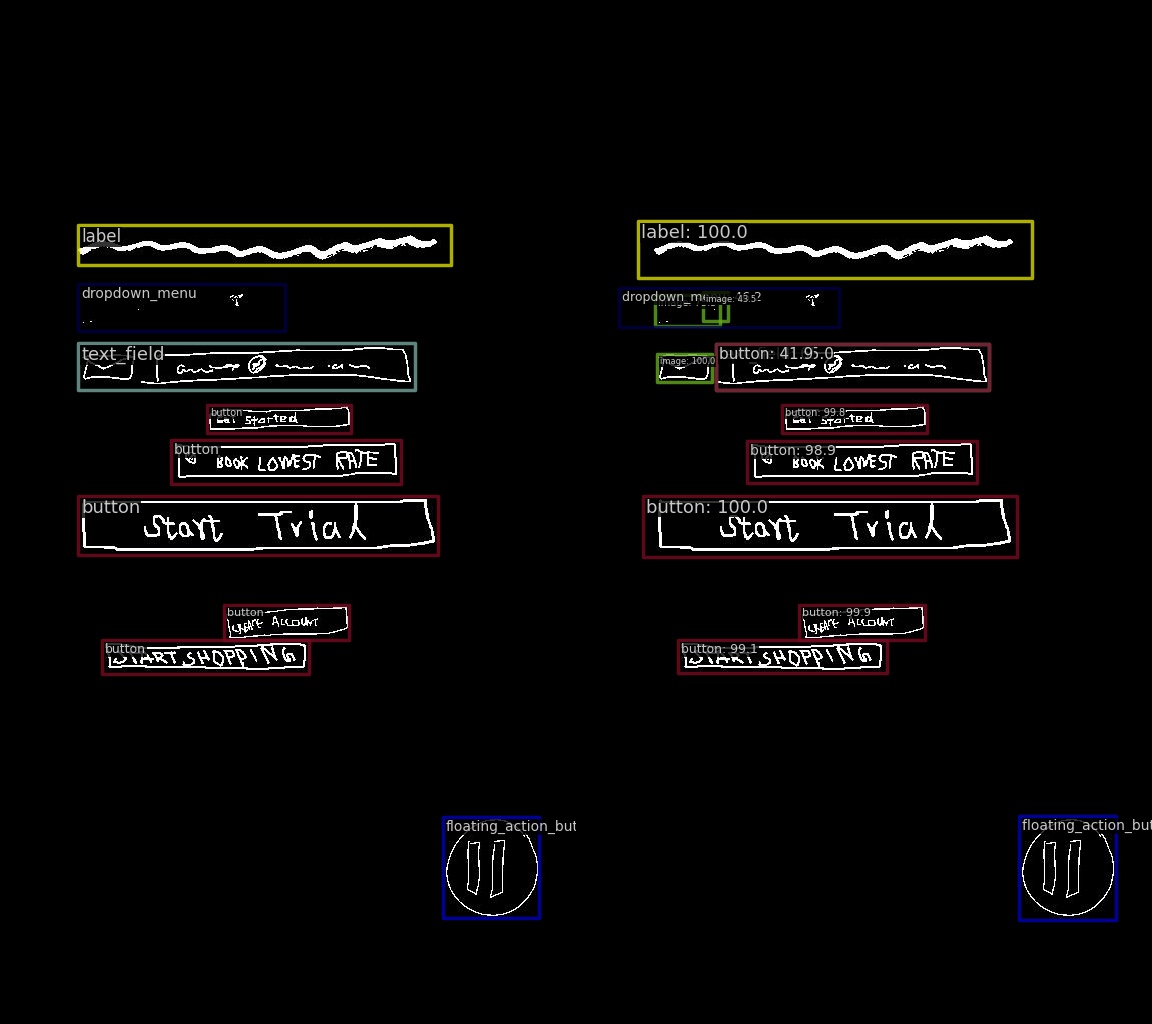 label
label: 100.0
dropdown_menu
image: 43.5
text_field
image: 100.0
button: 41.9
button
Started
button: 99.8
Started
button
BOOK LOWEST RATE
button: 98.9
BOOK LOWEST RATE
button
Start Trial
button: 100.0
Start Trial
button
CREATE ACCOUNT
button: 99.9
CREATE ACCOUNT
button
START SHOPPING
button: 99.1
START SHOPPING
floating_action_but
floating_action_but